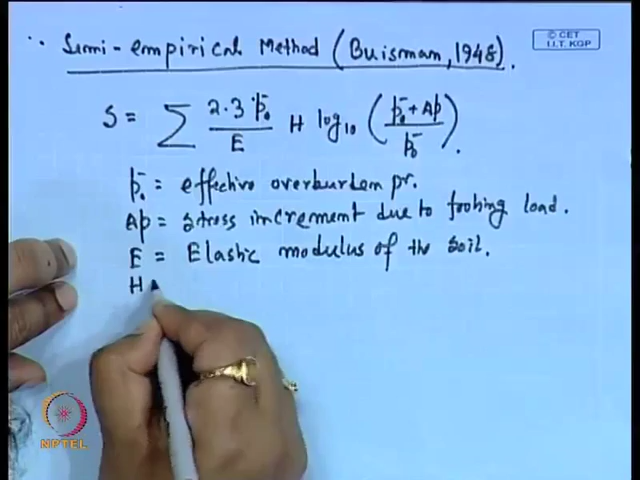 ∴ Semi-empirical Method (Buisman, 1948).
© CET
I.I.T. KGP
S = ∑ 2.3 p̄₀ / E H log₁₀ ( p̄₀ + Δp / p̄₀ ).
p̄₀ = effective overburden pr.
Δp = stress increment due to footing load.
E = Elastic modulus of the soil.
H
NPTEL